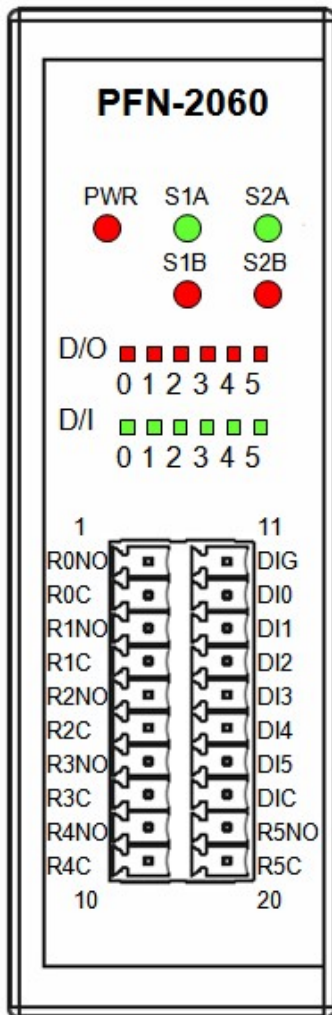 PFN-2060
PWR S1A S2A
S1B S2B
D/O
0 1 2 3 4 5
D/I
0 1 2 3 4 5
1 11
R0NO DIG
R0C DI0
R1NO DI1
R1C DI2
R2NO DI3
R2C DI4
R3NO DI5
R3C DIC
R4NO R5NO
R4C R5C
10 20